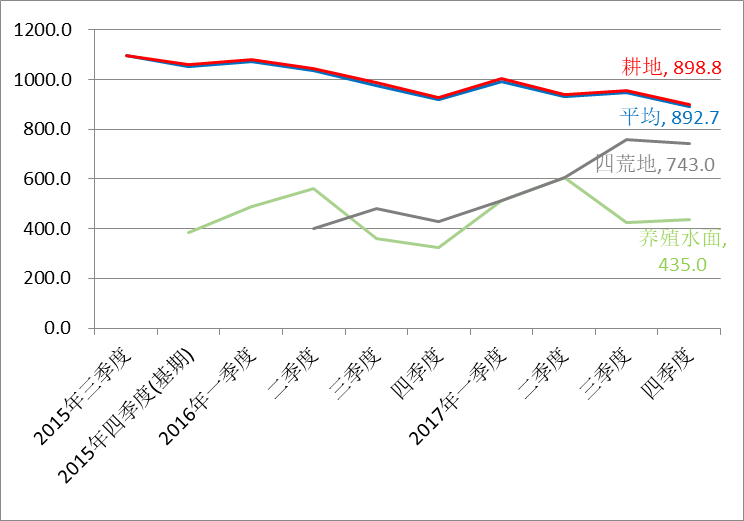 1200.0
1000.0
800.0
600.0
400.0
200.0
0.0
耕地, 898.8
平均, 892.7
四荒地, 743.0
养殖水面,
435.0
2015年三季度
2015年四季度(基期)
2016年一季度
二季度
三季度
四季度
2017年一季度
二季度
三季度
四季度